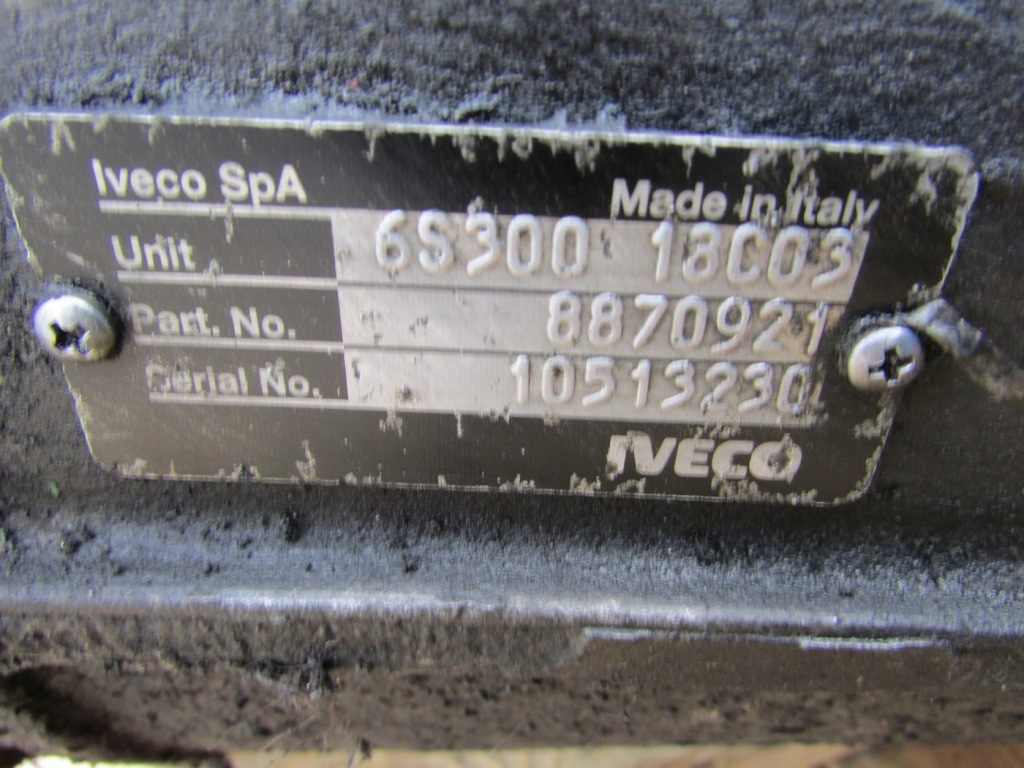 Iveco SpA
Made in Italy
Unit 6S300 18C03
Part. No. 8870921
Serial No. 10513230
IVECO